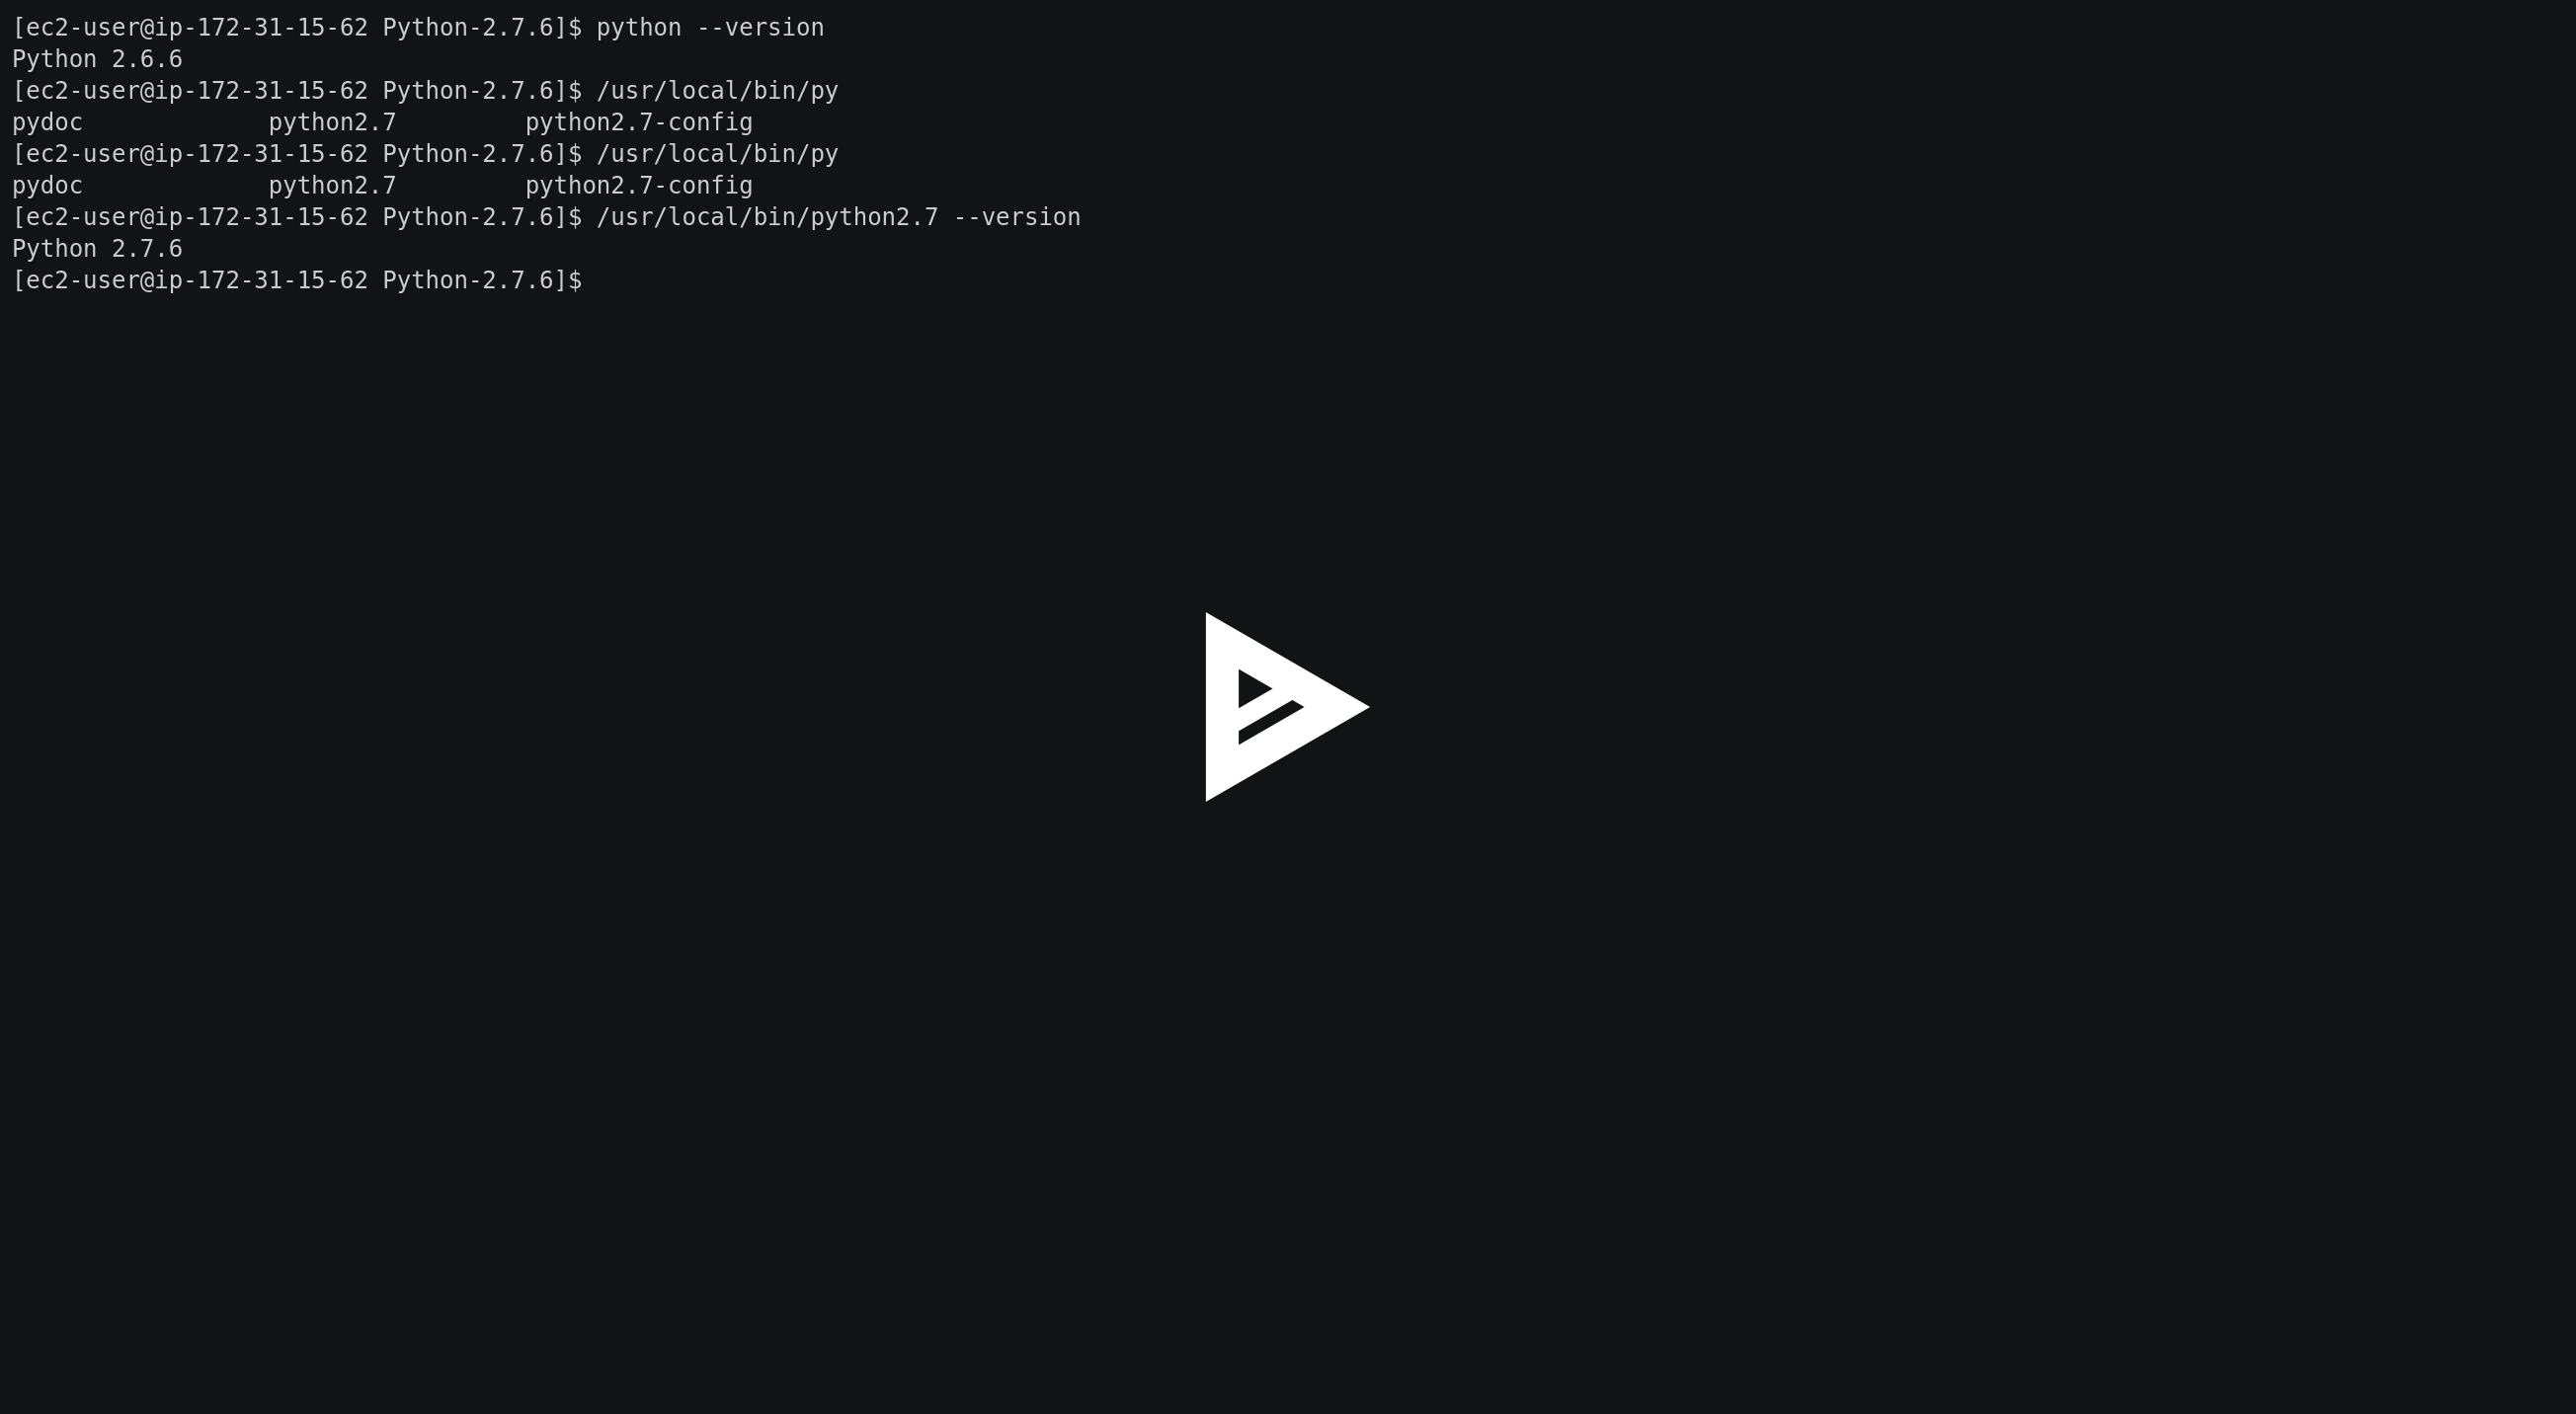 [ec2-user@ip-172-31-15-62 Python-2.7.6]$ python --version
Python 2.6.6
[ec2-user@ip-172-31-15-62 Python-2.7.6]$ /usr/local/bin/py
pydoc             python2.7         python2.7-config
[ec2-user@ip-172-31-15-62 Python-2.7.6]$ /usr/local/bin/py
pydoc             python2.7         python2.7-config
[ec2-user@ip-172-31-15-62 Python-2.7.6]$ /usr/local/bin/python2.7 --version
Python 2.7.6
[ec2-user@ip-172-31-15-62 Python-2.7.6]$